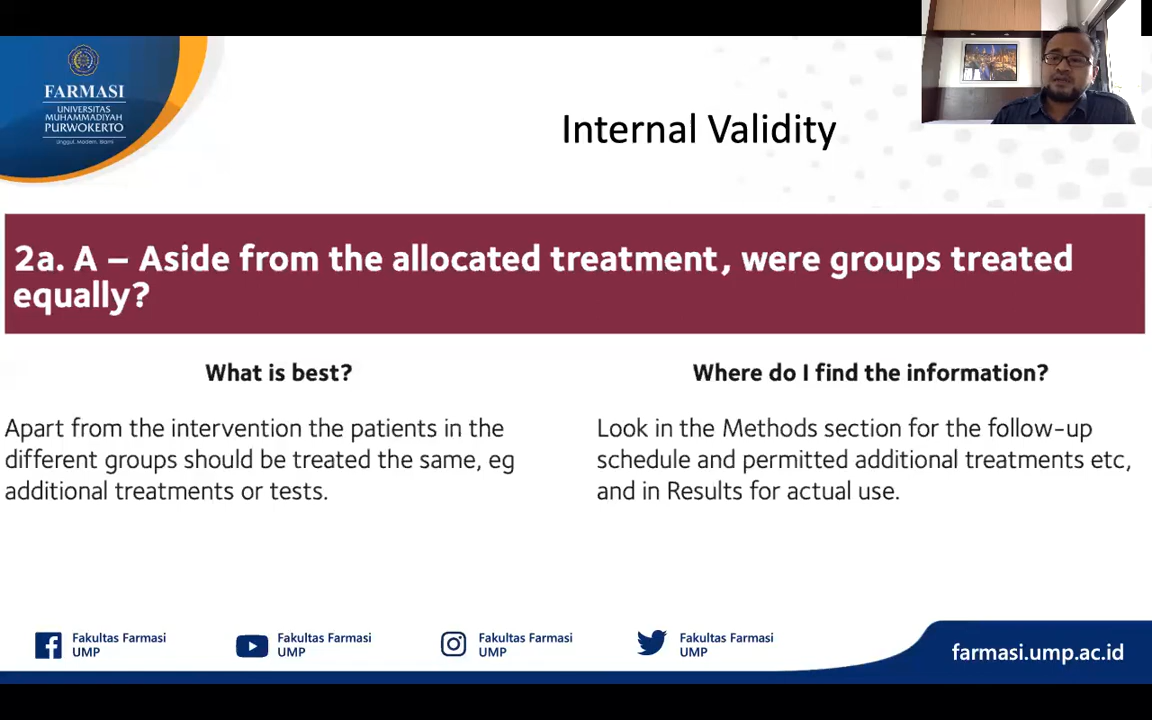 FARMASI
UNIVERSITAS
MUHAMMADIYAH
PURWOKERTO
Unggul, Modern, Islami
Internal Validity
2a. A – Aside from the allocated treatment, were groups treated
equally?
What is best?
Apart from the intervention the patients in the
different groups should be treated the same, eg
additional treatments or tests.
Where do I find the information?
Look in the Methods section for the follow-up
schedule and permitted additional treatments etc,
and in Results for actual use.
Fakultas Farmasi
UMP
Fakultas Farmasi
UMP
Fakultas Farmasi
UMP
Fakultas Farmasi
UMP
farmasi.ump.ac.id